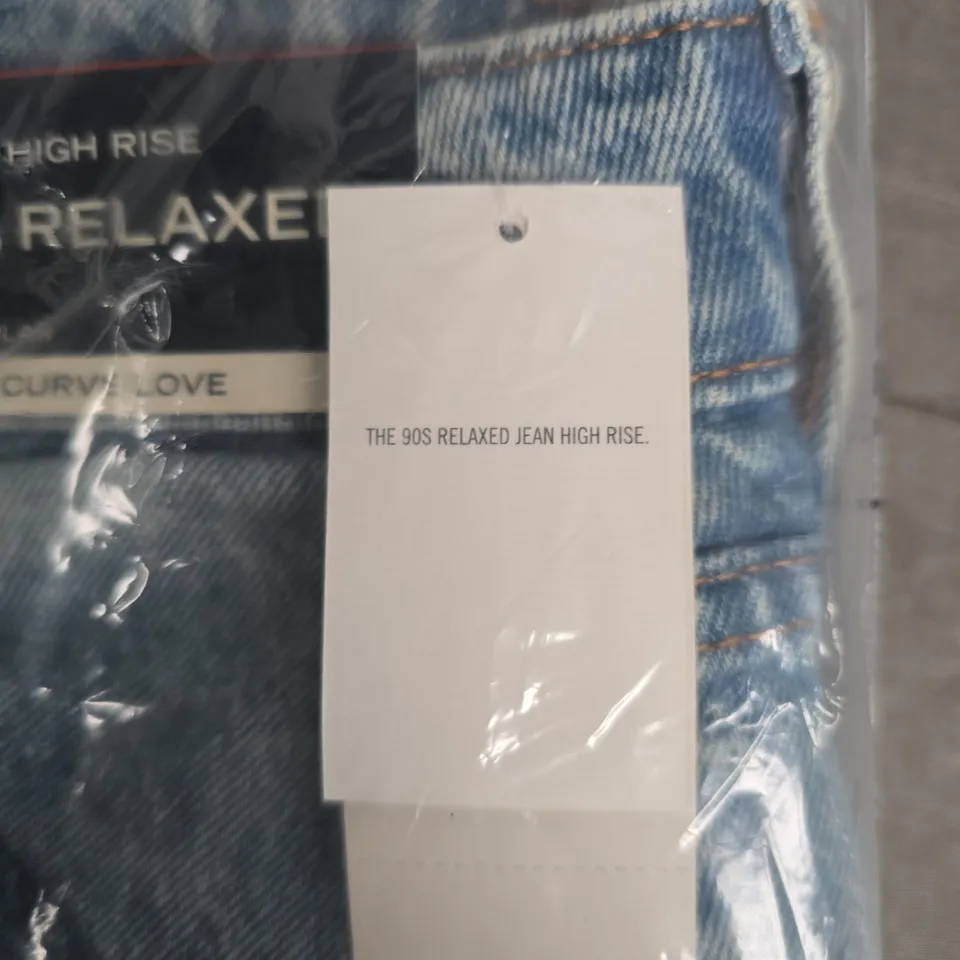 HIGH RISE
RELAXE
CURVE LOVE
THE 90S RELAXED JEAN HIGH RISE.